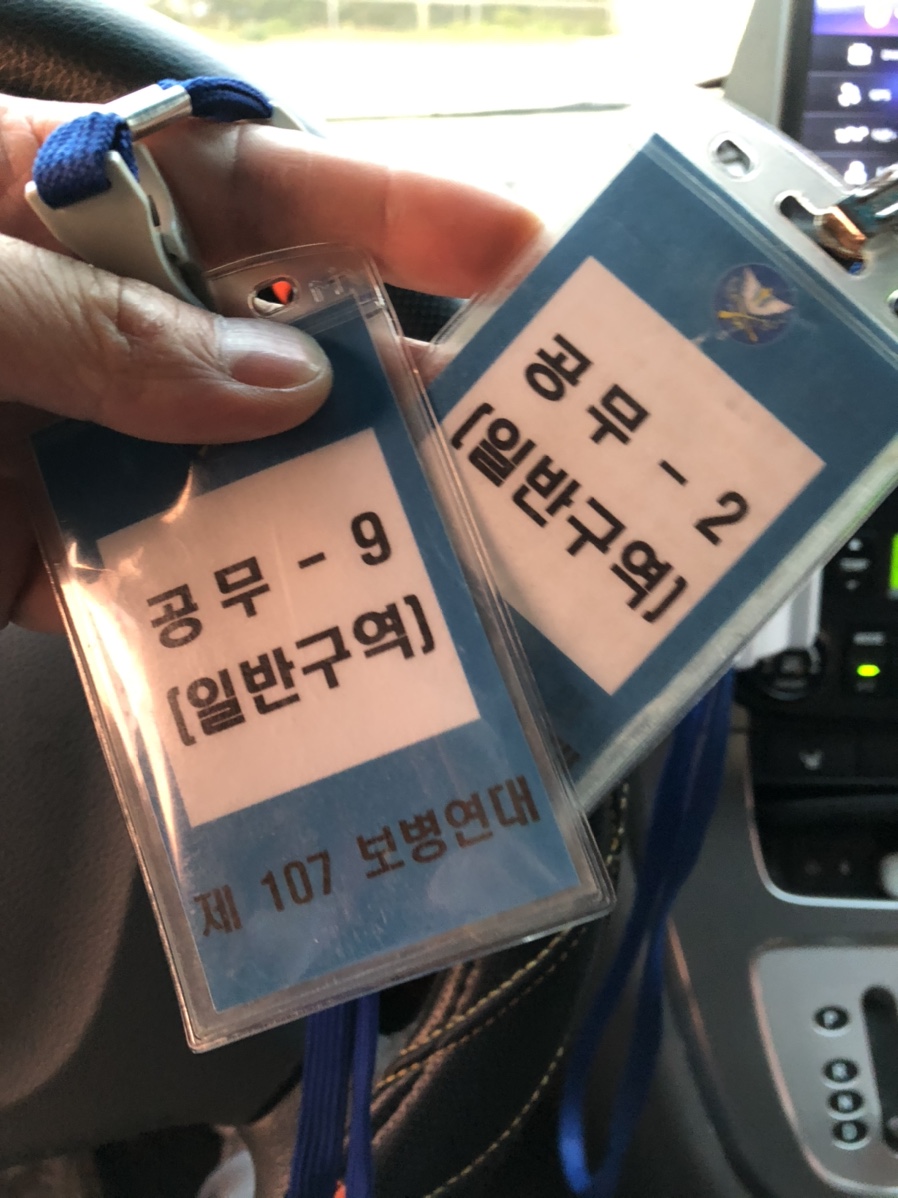 공무 - 9
(일반구역)
제 107 보병연대
공무 - 2
(일반구역)
P
R
N
D